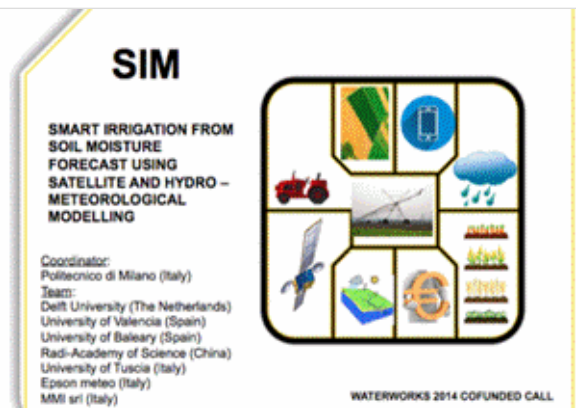 SIM
SMART IRRIGATION FROM
SOIL MOISTURE
FORECAST USING
SATELLITE AND HYDRO –
METEOROLOGICAL
MODELLING
Coordinator:
Politecnico di Milano (Italy)
Team:
Delft University (The Netherlands)
University of Valencia (Spain)
University of Baleary (Spain)
Radi-Academy of Science (China)
University of Tuscia (Italy)
Epson meteo (Italy)
MMI srl (Italy)
WATERWORKS 2014 COFUNDED CALL